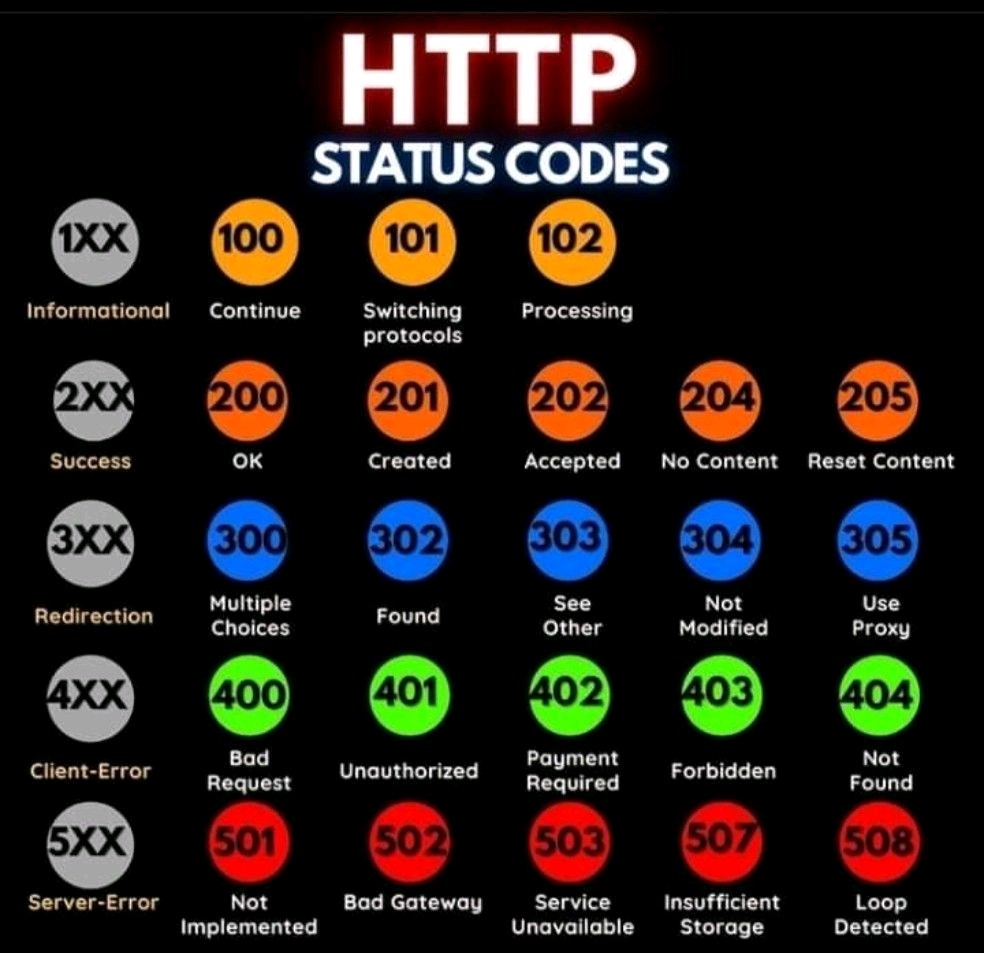 HTTP
STATUS CODES
1XX 100 101 102
Informational Continue Switching protocols Processing
2XX 200 201 202 204 205
Success OK Created Accepted No Content Reset Content
3XX 300 302 303 304 305
Redirection Multiple Choices Found See Other Not Modified Use Proxy
4XX 400 401 402 403 404
Client-Error Bad Request Unauthorized Payment Required Forbidden Not Found
5XX 501 502 503 507 508
Server-Error Not Implemented Bad Gateway Service Unavailable Insufficient Storage Loop Detected